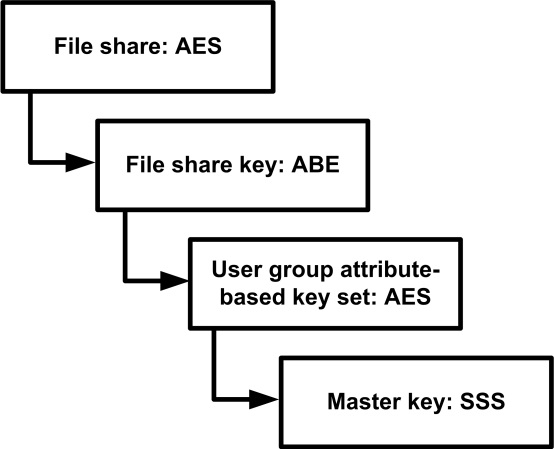 File share: AES
File share key: ABE
User group attribute-
based key set: AES
Master key: SSS